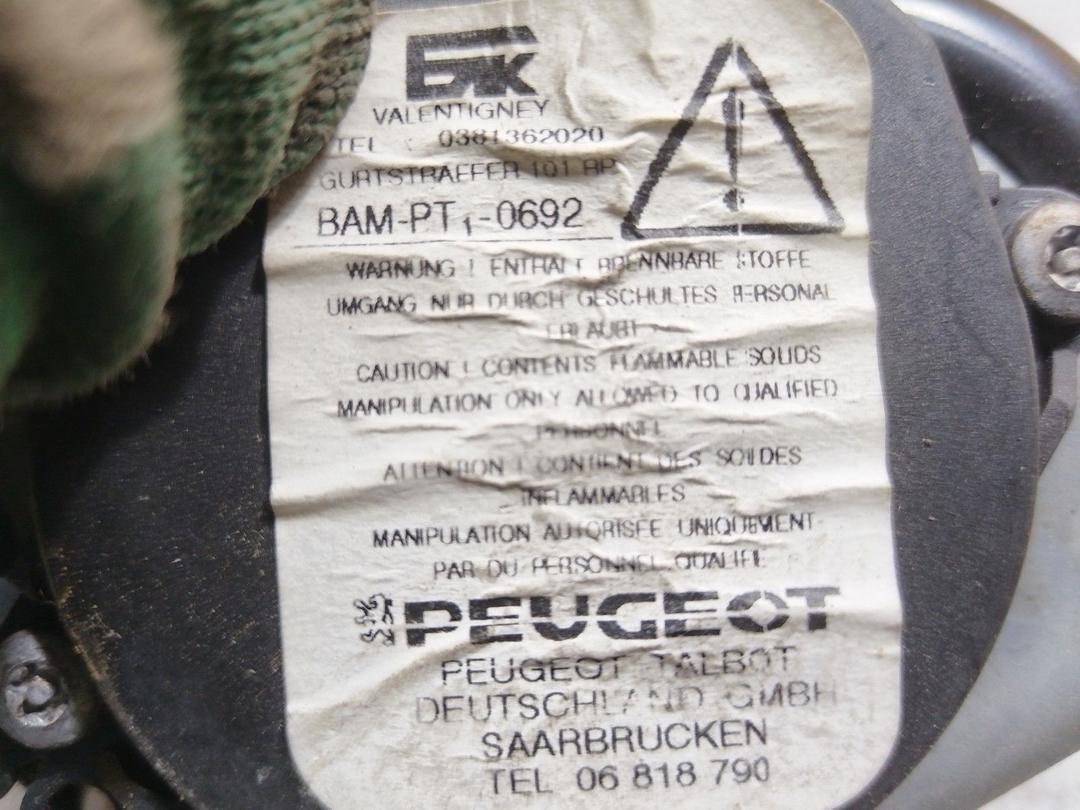 VALENTIGNEY
TEL : 0381362020
GURTSTRAFFER 101 RP
BAM-PT1-0692
WARNUNG ! ENTHALT BRENNBARE STOFFE
UMGANG NUR DURCH GESCHULTES PERSONAL
ERLAUBT
CAUTION ! CONTENTS FLAMMABLE SOLIDS
MANIPULATION ONLY ALLOWED TO QUALIFIED
PERSONNEL
ATTENTION ! CONTIENT DES SOLIDES
INFLAMMABLES
MANIPULATION AUTORISEE UNIQUEMENT
PAR DU PERSONNEL QUALIFIE
PEUGEOT
PEUGEOT TALBOT
DEUTSCHLAND GMBH
SAARBRUCKEN
TEL 06 818 790